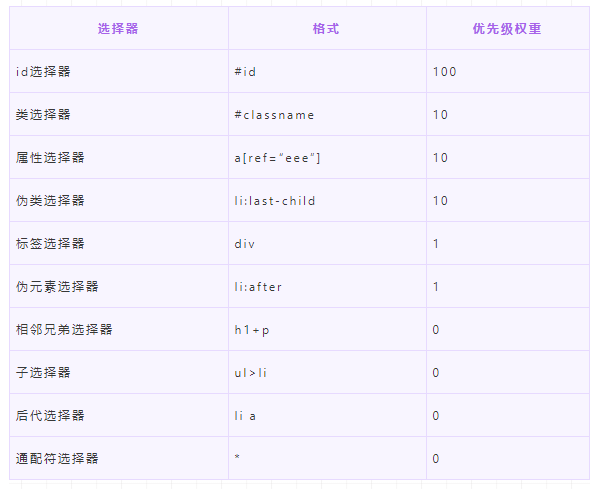 选择器 格式 优先级权重
id选择器 #id 100
类选择器 #classname 10
属性选择器 a[ref=“eee”] 10
伪类选择器 li:last-child 10
标签选择器 div 1
伪元素选择器 li:after 1
相邻兄弟选择器 h1+p 0
子选择器 ul>li 0
后代选择器 li a 0
通配符选择器 * 0